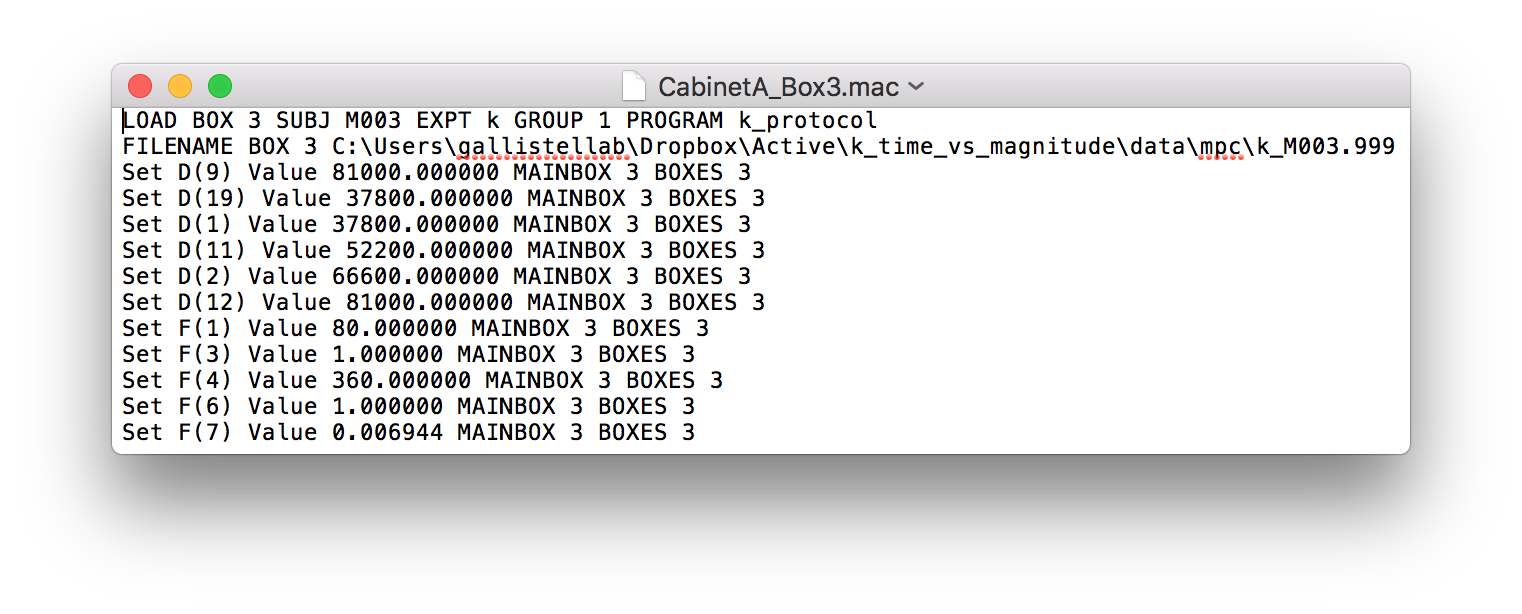 CabinetA_Box3.mac
LOAD BOX 3 SUBJ M003 EXPT k GROUP 1 PROGRAM k_protocol
FILENAME BOX 3 C:\Users\gallistellab\Dropbox\Active\k_time_vs_magnitude\data\mpc\k_M003.999
Set D(9) Value 81000.000000 MAINBOX 3 BOXES 3
Set D(19) Value 37800.000000 MAINBOX 3 BOXES 3
Set D(1) Value 37800.000000 MAINBOX 3 BOXES 3
Set D(11) Value 52200.000000 MAINBOX 3 BOXES 3
Set D(2) Value 66600.000000 MAINBOX 3 BOXES 3
Set D(12) Value 81000.000000 MAINBOX 3 BOXES 3
Set F(1) Value 80.000000 MAINBOX 3 BOXES 3
Set F(3) Value 1.000000 MAINBOX 3 BOXES 3
Set F(4) Value 360.000000 MAINBOX 3 BOXES 3
Set F(6) Value 1.000000 MAINBOX 3 BOXES 3
Set F(7) Value 0.006944 MAINBOX 3 BOXES 3